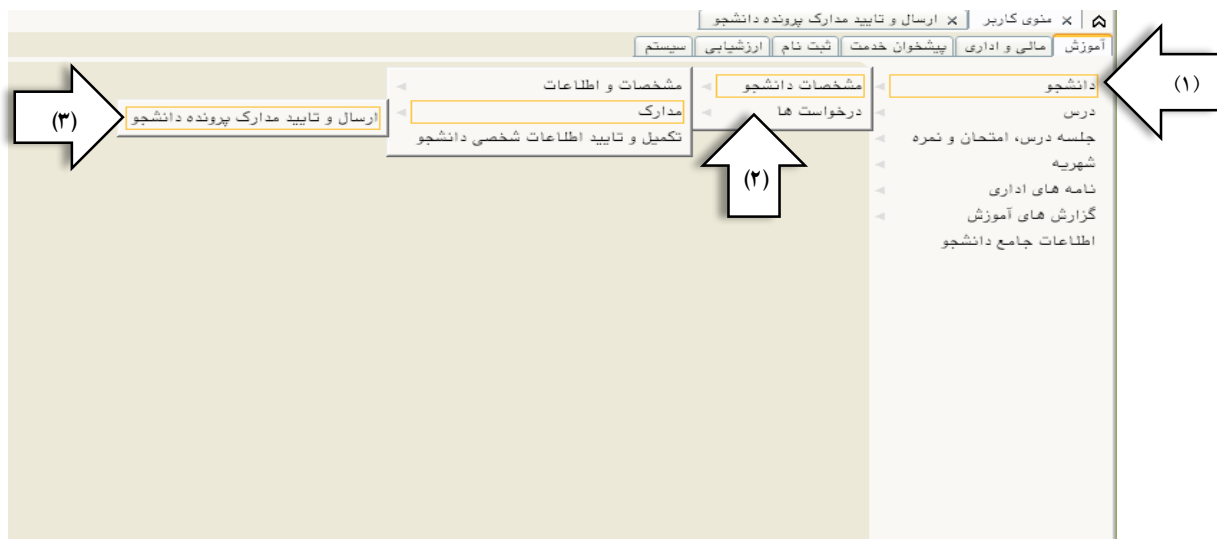 منوی کاربر ارسال و تایید مدارک پرونده دانشجو
آموزش مالی و اداری پیشخوان خدمت ثبت نام ارزشیابی سیستم
(۱)
دانشجو
درس
جلسه درس، امتحان و نمره
شهریه
نامه های اداری
گزارش های آموزش
اطلاعات جامع دانشجو
مشخصات دانشجو
درخواست ها
(۲)
مشخصات و اطلاعات
مدارک
تکمیل و تایید اطلاعات شخصی دانشجو
ارسال و تایید مدارک پرونده دانشجو
(۳)